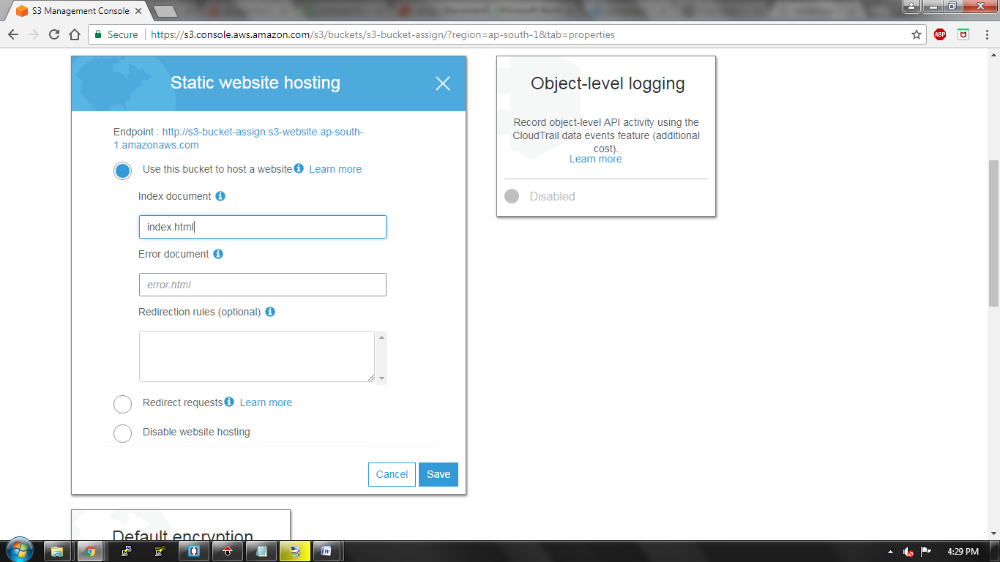 S3 Management Console
Secure
https://s3.console.aws.amazon.com/s3/buckets/s3-bucket-assign/?region=ap-south-1&tab=properties
ABP
Static website hosting
Endpoint : http://s3-bucket-assign.s3-website.ap-south-
1.amazonaws.com
Use this bucket to host a website Learn more
Index document
index.html
Error document
error.html
Redirection rules (optional)
Redirect requests Learn more
Disable website hosting
Cancel Save
Object-level logging
Record object-level API activity using the
CloudTrail data events feature (additional
cost).
Learn more
Disabled
Default encryption
4:29 PM